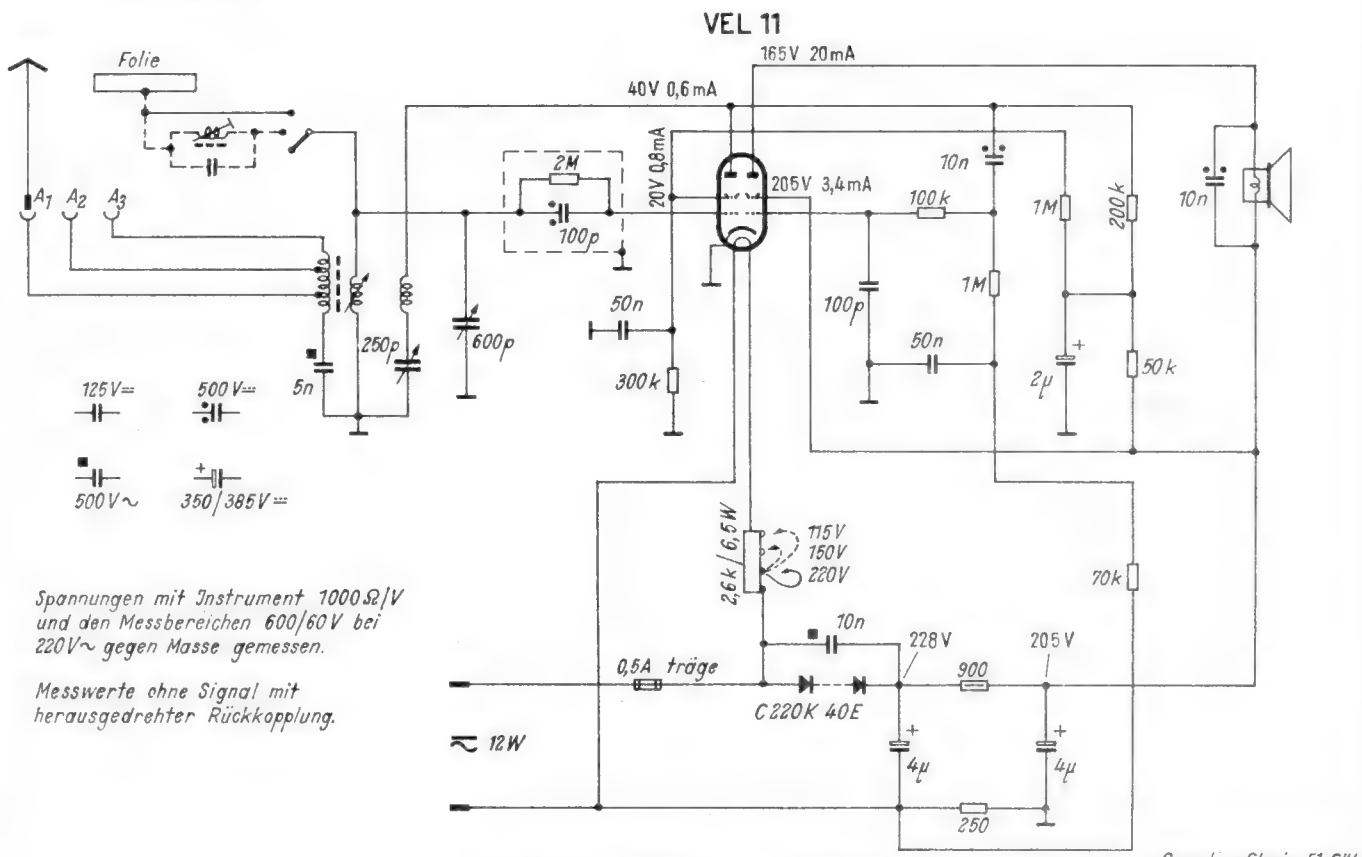 VEL 11
165V 20mA
Folie
40V 0,6mA
20V 0,8mA
2M
100p
205V 3,4mA
10n
100k
1M
200k
10n
A1 A2 A3
1M
100p
50n
50n
250p
600p
5n
300k
2µ
+
50k
125V=
500V=
500V~
+
350/385V=
2,6k/6,5W
115V
150V
220V
70k
Spannungen mit Instrument 1000Ω/V
und den Messbereichen 600/60V bei
220V~ gegen Masse gemessen.
Messwerte ohne Signal mit
herausgedrehter Rückkopplung.
10n
0,5A träge
228V
900
205V
C220K 40E
12W
+
4µ
+
4µ
250